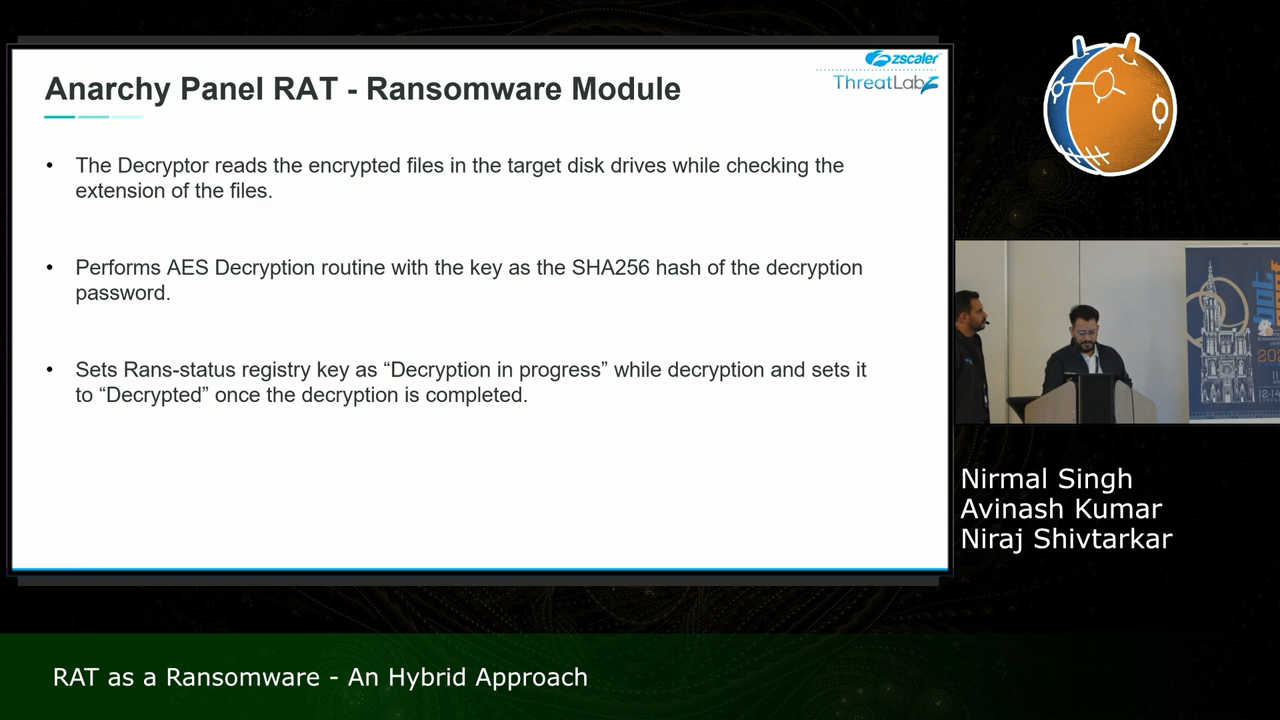 Anarchy Panel RAT - Ransomware Module
zscaler
ThreatLabz
• The Decryptor reads the encrypted files in the target disk drives while checking the
extension of the files.
• Performs AES Decryption routine with the key as the SHA256 hash of the decryption
password.
• Sets Rans-status registry key as “Decryption in progress” while decryption and sets it
to “Decrypted” once the decryption is completed.
Nirmal Singh
Avinash Kumar
Niraj Shivtarkar
RAT as a Ransomware - An Hybrid Approach